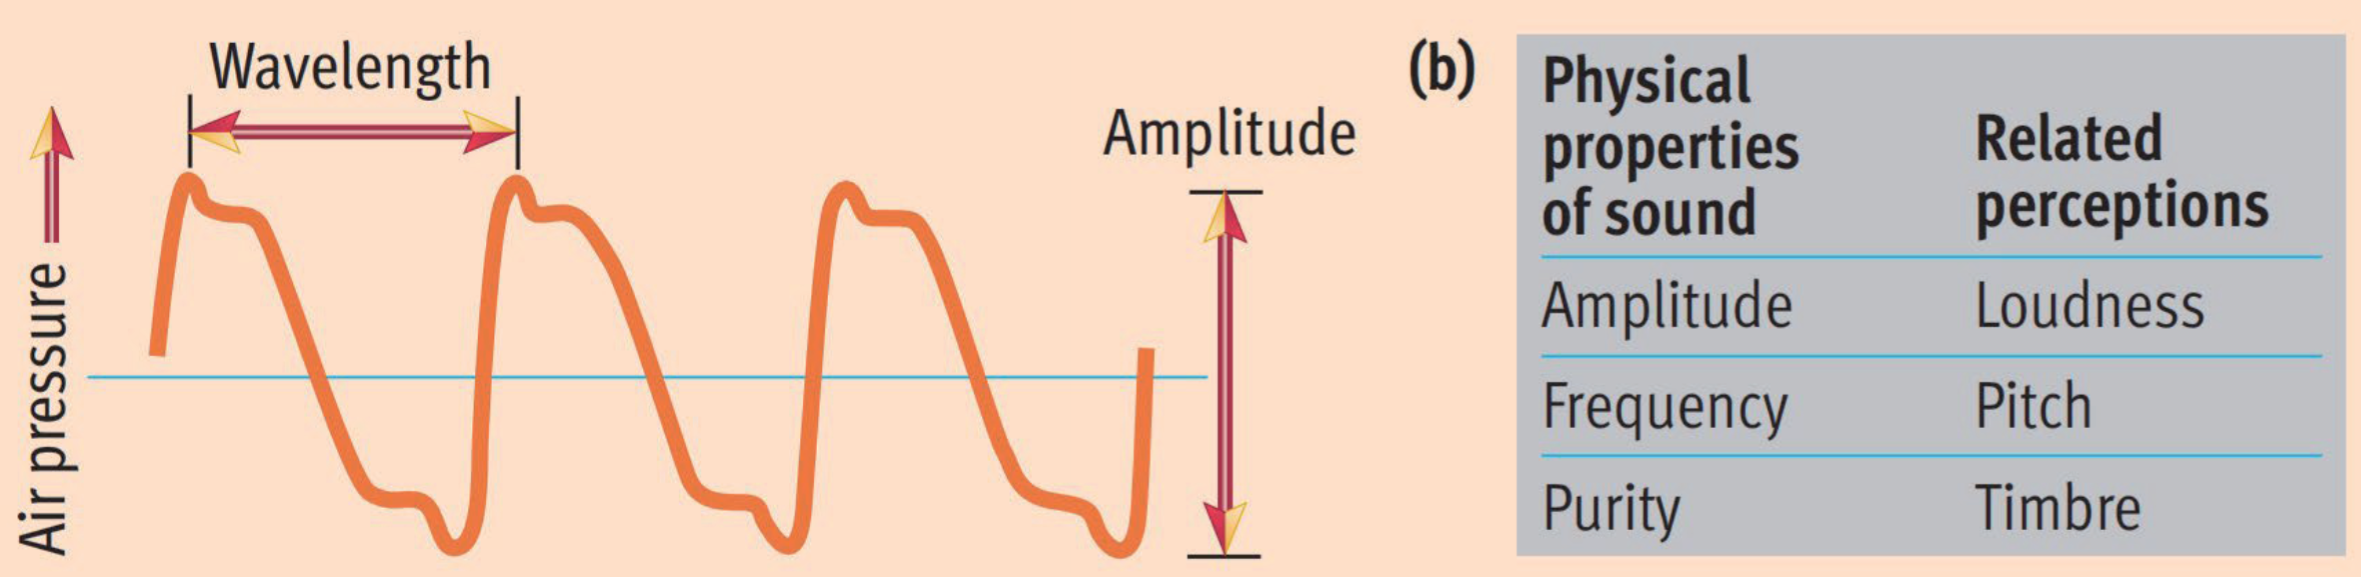 Wavelength
Amplitude
Air pressure
(b)
Physical
properties
of sound
Related
perceptions
Amplitude Loudness
Frequency Pitch
Purity Timbre